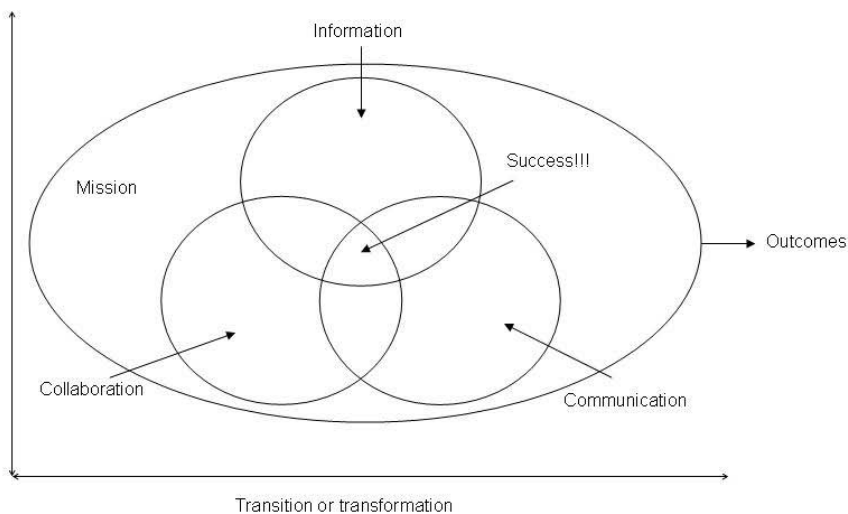 Information
Success!!!
Mission
Outcomes
Collaboration
Communication
Transition or transformation